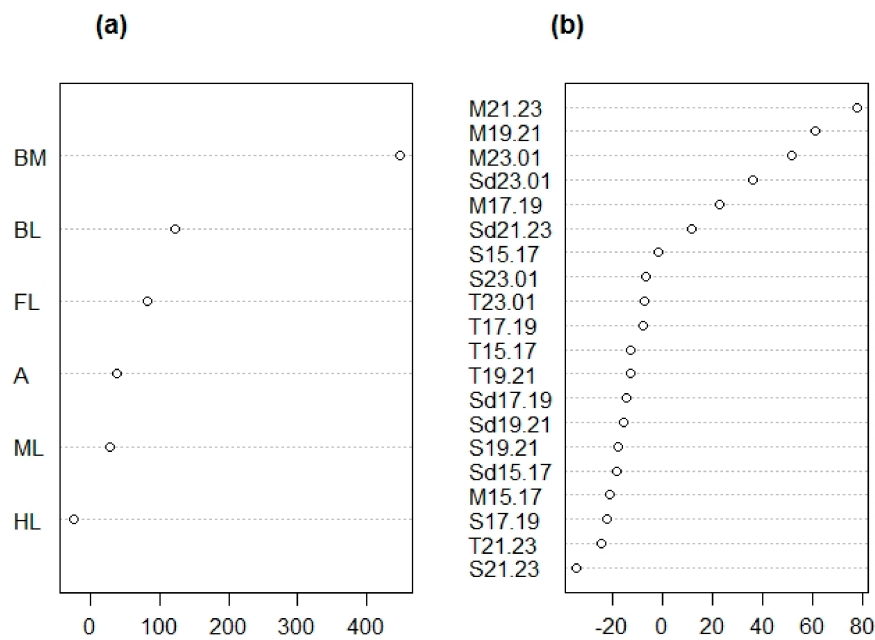 (a)
BM
BL
FL
A
ML
HL
0 100 200 300 400
(b)
M21.23
M19.21
M23.01
Sd23.01
M17.19
Sd21.23
S15.17
S23.01
T23.01
T17.19
T15.17
T19.21
Sd17.19
Sd19.21
S19.21
Sd15.17
M15.17
S17.19
T21.23
S21.23
-20 0 20 40 60 80